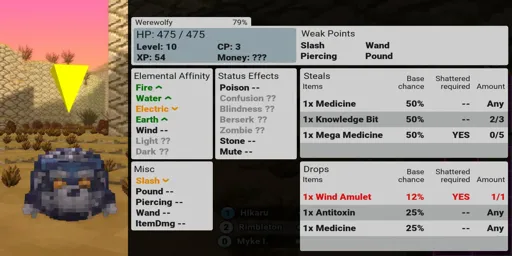 Werewolfy 79%
HP: 475 / 475
Level: 10 CP: 3
XP: 54 Money: ???
Weak Points
Slash Wand
Piercing Pound
Elemental Affinity
Fire
Water
Electric
Earth
Wind --
Light ??
Dark ??
Status Effects
Poison --
Confusion ??
Blindness ??
Berserk ??
Zombie ??
Stone --
Mute --
Steals Base Shattered
Items chance required Amount
1x Medicine 50% -- Any
1x Knowledge Bit 50% -- 2/3
1x Mega Medicine 50% YES 0/5
Misc
Slash
Pound --
Piercing --
Wand --
ItemDmg --
Drops Base Shattered
Items chance required Amount
1x Wind Amulet 12% YES 1/1
1x Antitoxin 25% -- Any
1x Medicine 25% -- Any
Hikaru
Myke